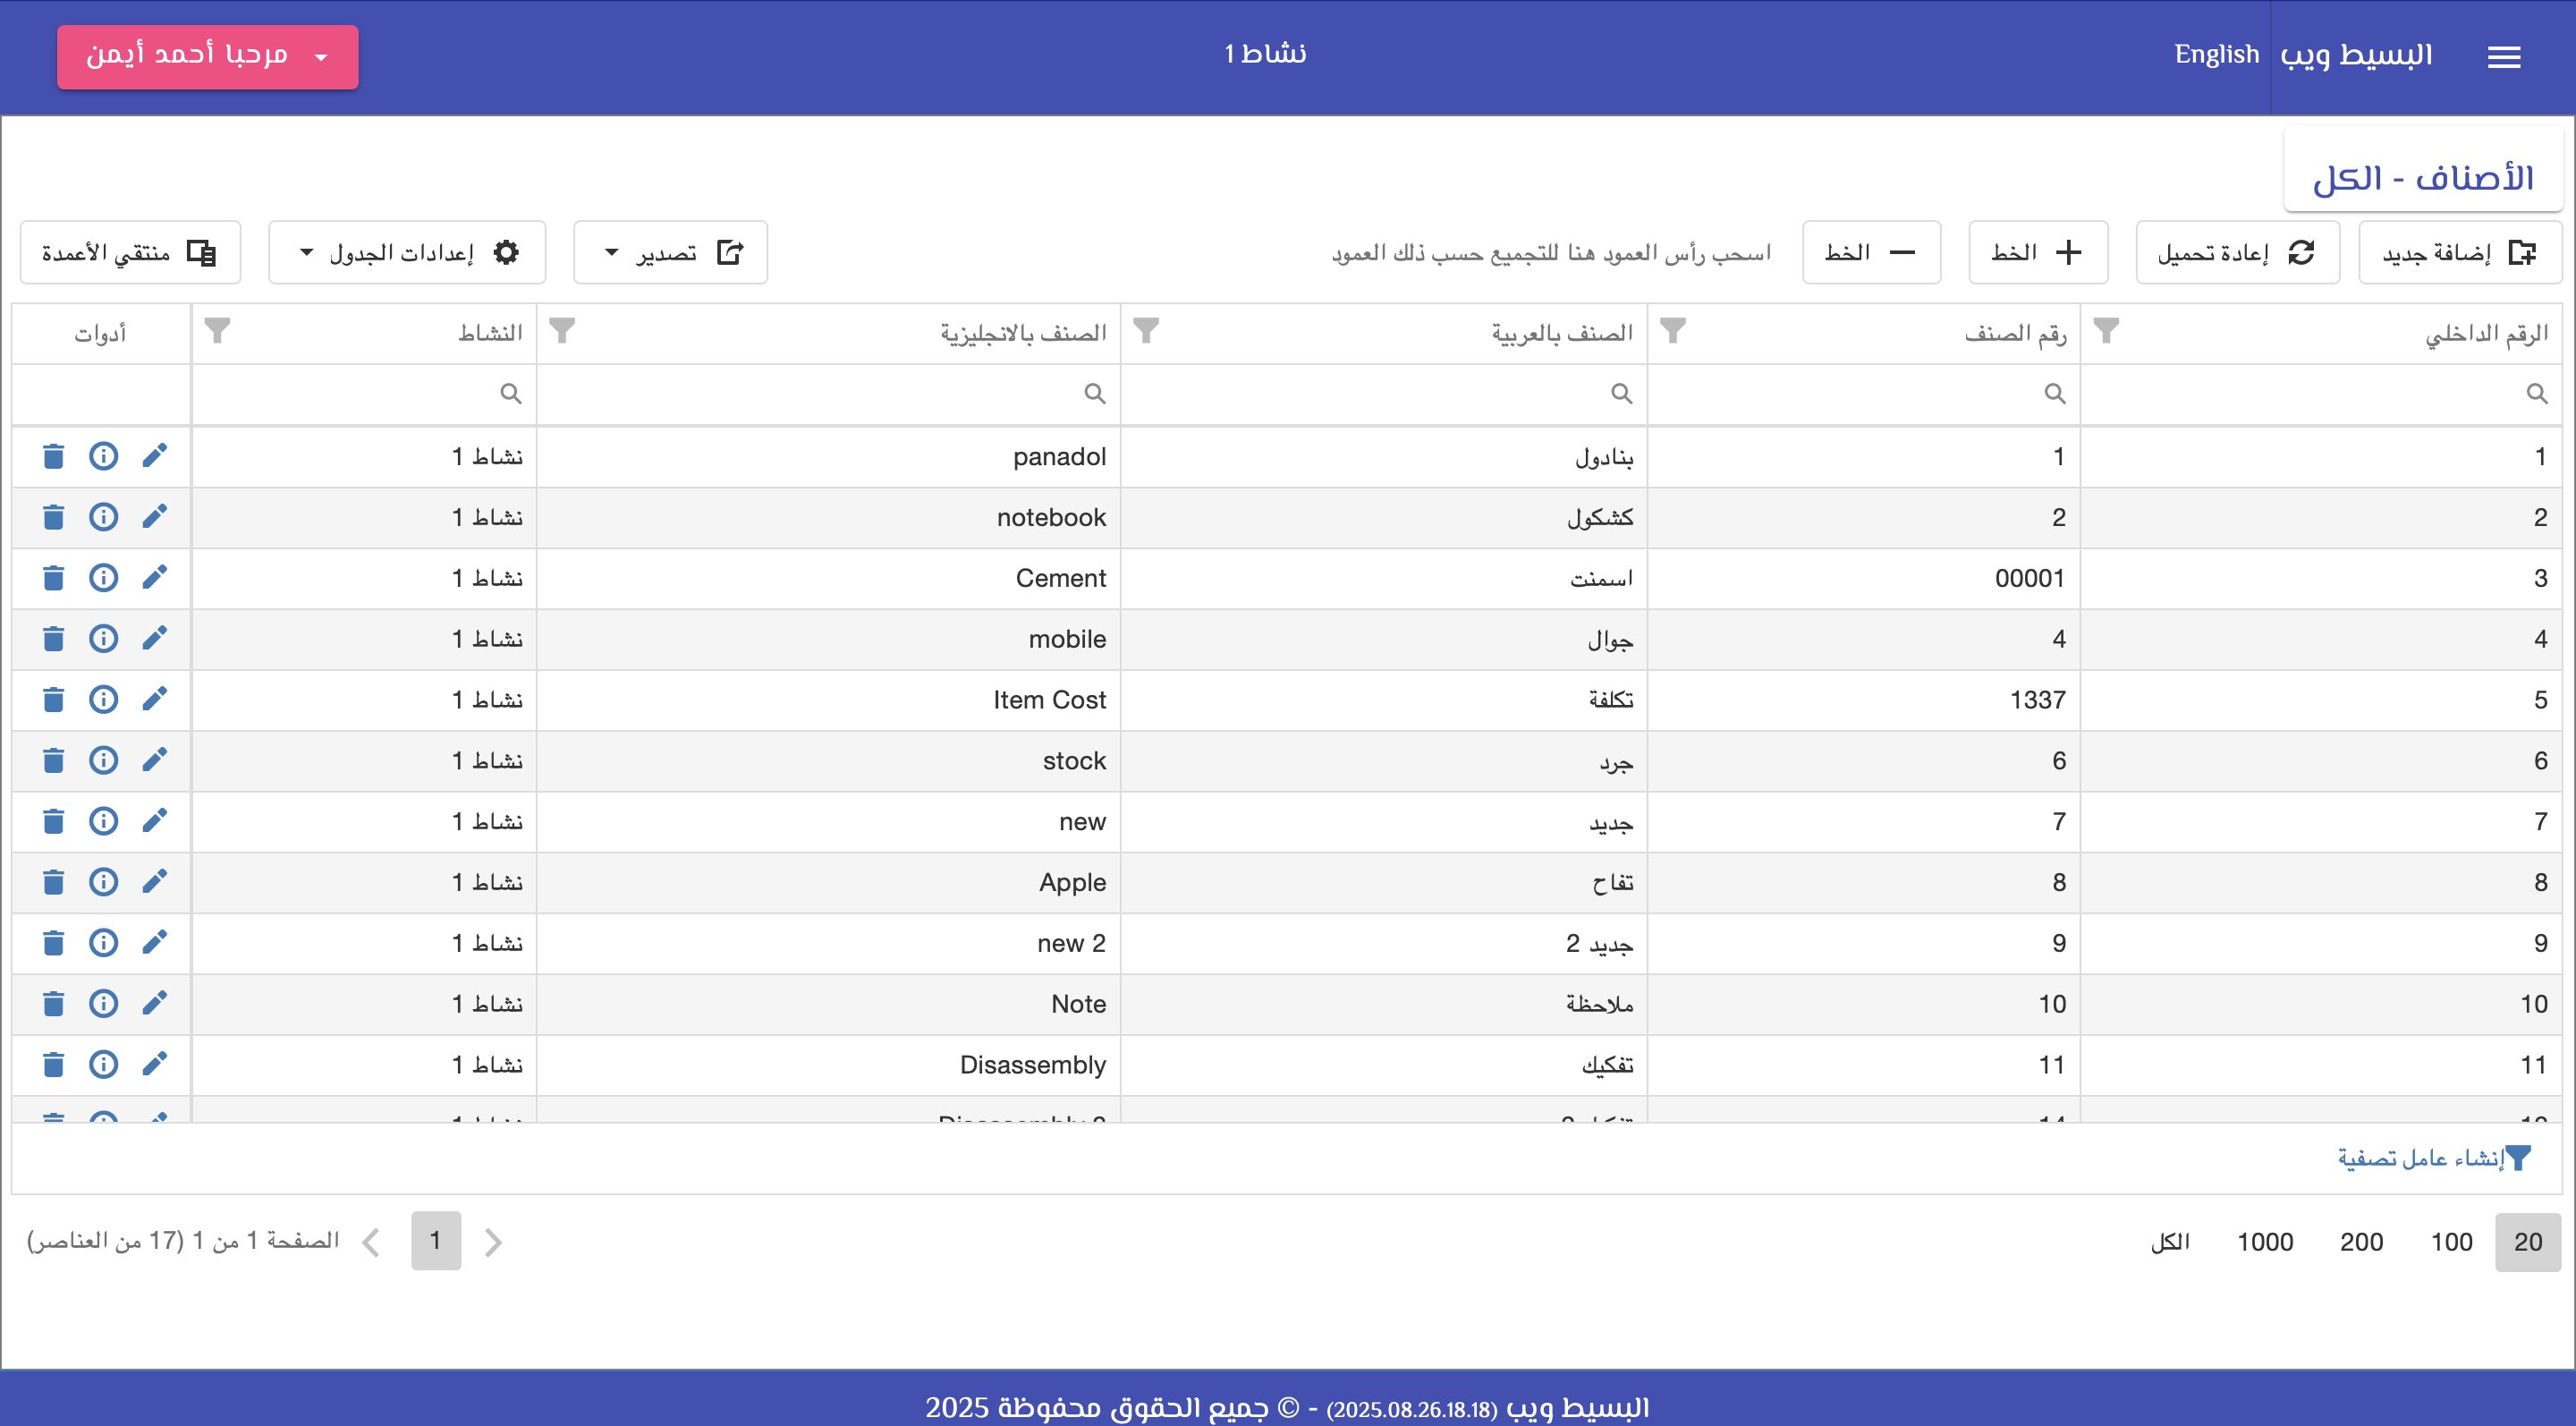 البسيط ويب English نشاط 1 مرحبا أحمد أيمن
الأصناف - الكل
إضافة جديد إعادة تحميل الخط الخط اسحب رأس العمود هنا للتجميع حسب ذلك العمود تصدير إعدادات الجدول منتقي الأعمدة
الرقم الداخلي رقم الصنف الصنف بالعربية الصنف بالانجليزية النشاط أدوات
1 1 بنادول panadol نشاط 1
2 2 كشكول notebook نشاط 1
3 00001 اسمنت Cement نشاط 1
4 4 جوال mobile نشاط 1
5 1337 تكلفة Item Cost نشاط 1
6 6 جرد stock نشاط 1
7 7 جديد new نشاط 1
8 8 تفاح Apple نشاط 1
9 9 جديد 2 new 2 نشاط 1
10 10 ملاحظة Note نشاط 1
11 11 تفكيك Disassembly نشاط 1
إنشاء عامل تصفية
20 100 200 1000 الكل 1 الصفحة 1 من 1 (17 من العناصر)
البسيط ويب (2025.08.26.18.18) - © جميع الحقوق محفوظة 2025